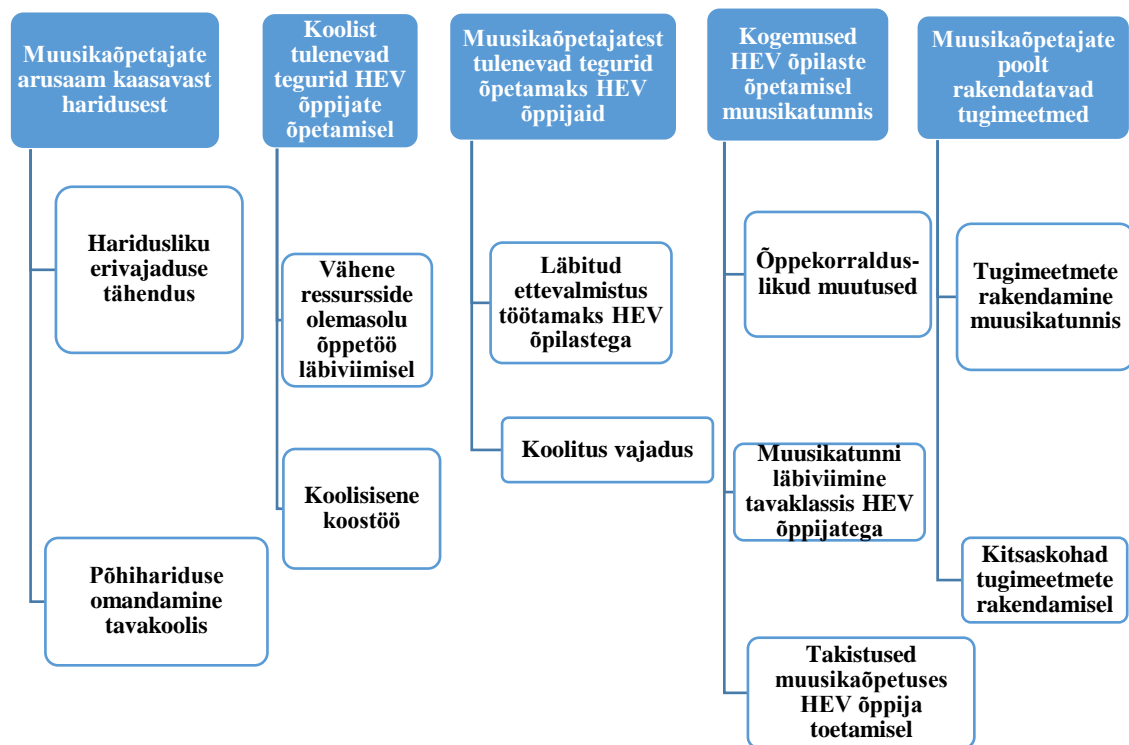 Muusikaõpetajate
arusaam kaasavast
haridusest
Haridusliku
erivajaduse
tähendus
Põhihariduse
omandamine
tavakoolis
Koolist
tulenevad
tegurid HEV
õppijate
õpetamisel
Vähene
ressursside
olemasolu
õppetöö
läbiviimisel
Koolisisene
koostöö
Muusikaõpetajatest
tulenevad tegurid
õpetamaks HEV
õppijaid
Läbitud
ettevalmistus
töötamaks HEV
õpilastega
Koolitus vajadus
Kogemused
HEV õpilaste
õpetamisel
muusikatunnis
Õppekorraldus-
likud muutused
Muusikatunni
läbiviimine
tavaklassis HEV
õppijatega
Takistused
muusikaõpetuses
HEV õppija
toetamisel
Muusikaõpetajate
poolt
rakendatavad
tugimeetmed
Tugimeetmete
rakendamine
muusikatunnis
Kitsaskohad
tugimeetmete
rakendamisel